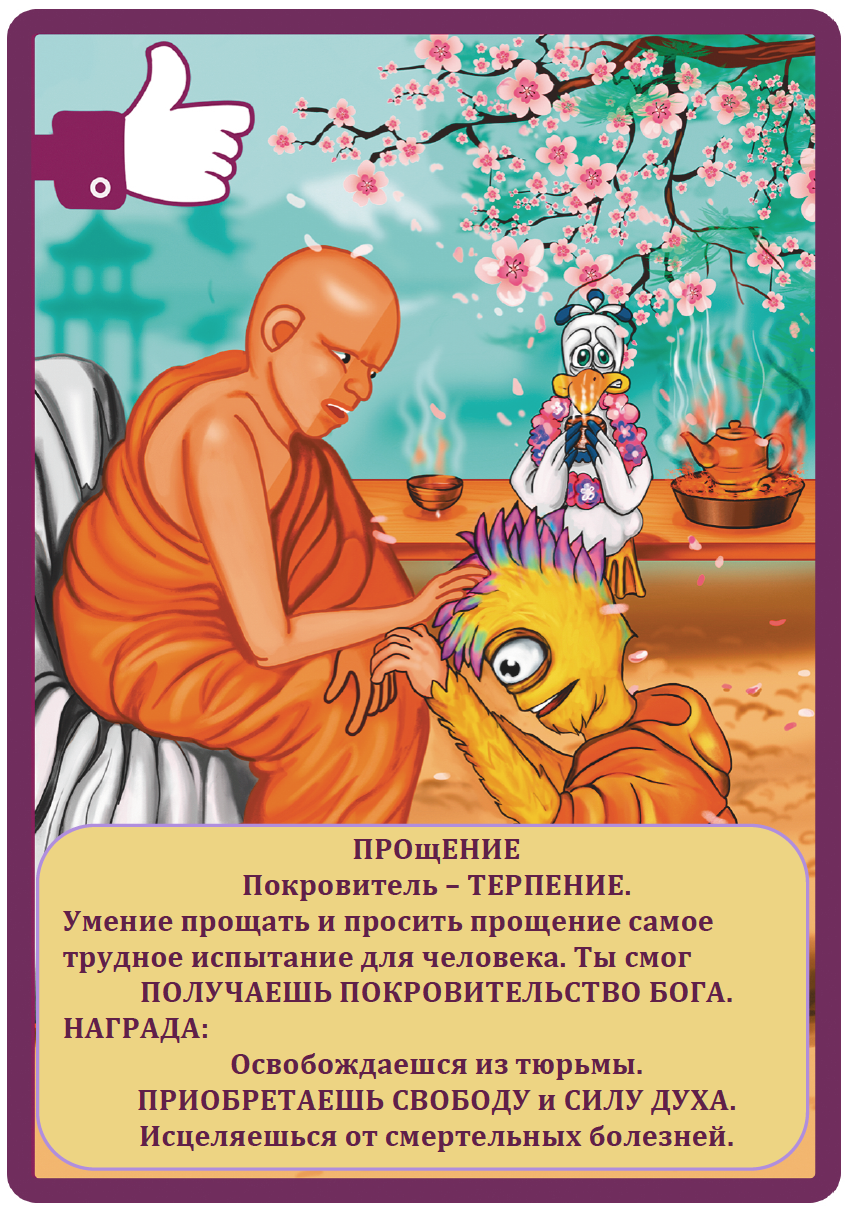 ПРОщЕНИЕ
Покровитель – ТЕРПЕНИЕ.
Умение прощать и просить прощение самое
трудное испытание для человека. Ты смог
ПОЛУЧАЕШЬ ПОКРОВИТЕЛЬСТВО БОГА.
НАГРАДА:
Освобождаешся из тюрьмы.
ПРИОБРЕТАЕШЬ СВОБОДУ и СИЛУ ДУХА.
Исцеляешься от смертельных болезней.